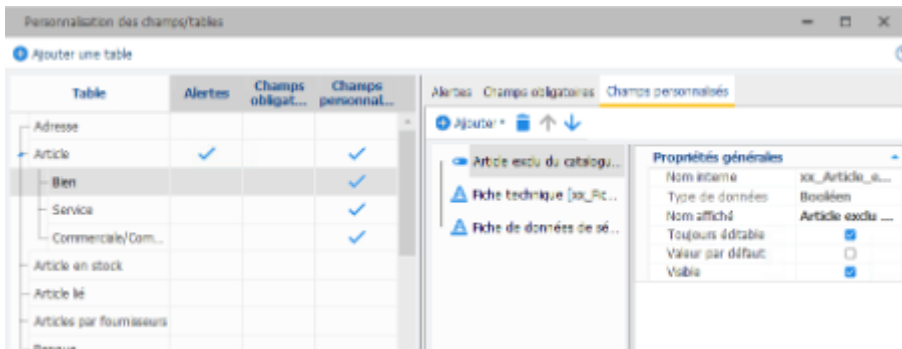 Personnalisation des champs/tables
Ajouter une table
Table
Alertes
Champs obligat...
Champs personnal...
Adresse
Article
Bien
Service
Commerciale/Com...
Article en stock
Article lié
Articles par fournisseurs
Banque
Alertes Champs obligatoires Champs personnalisés
Ajouter
Article exclu du catalogu...
Fiche technique [xx_Fic...
Fiche de données de sé...
Propriétés générales
Nom interne xx_Article_e...
Type de données Booléen
Nom affiché Article exclu ...
Toujours éditable
Valeur par défaut
Visible